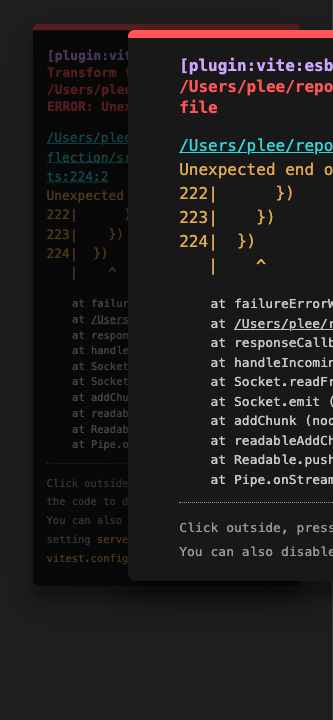 [plugin:vite
Transform f
/Users/plee
ERROR: Unex
/Users/plee
flection/sr
ts:224:2
Unexpected
222| })
223| })
224| })
| ^
at failur
at /Users
at respon
at handle
at Socket
at Socket
at addChu
at readab
at Readab
at Pipe.o
Click outside
the code to d
You can also
setting serve
vitest.config
[plugin:vite:esb
/Users/plee/repo
file
/Users/plee/repo
Unexpected end o
222| })
223| })
224| })
| ^
at failureErrorW
at /Users/plee/r
at responseCallb
at handleIncomin
at Socket.readFr
at Socket.emit (
at addChunk (nod
at readableAddCh
at Readable.push
at Pipe.onStream
Click outside, press
You can also disable